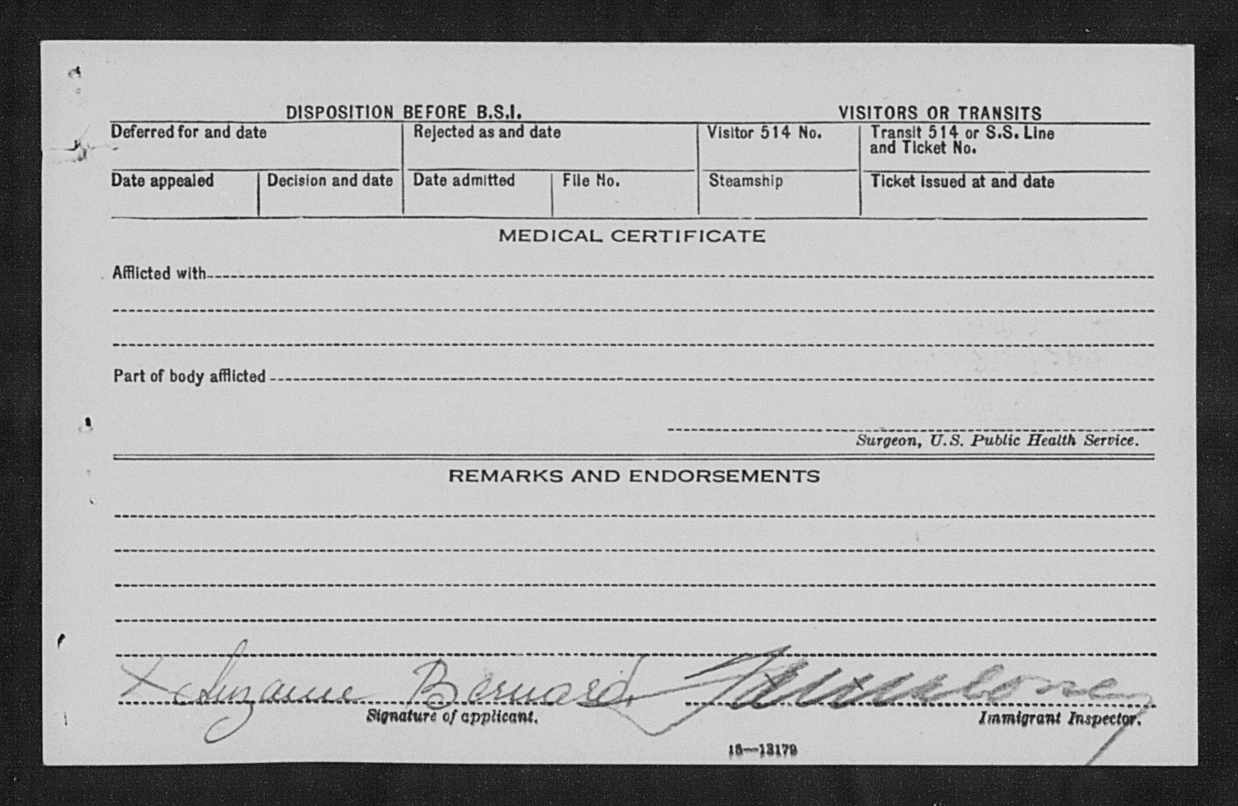 DISPOSITION BEFORE B.S.I. VISITORS OR TRANSITS
Deferred for and date Rejected as and date Visitor 514 No. Transit 514 or S.S. Line
and Ticket No.
Date appealed Decision and date Date admitted File No. Steamship Ticket issued at and date
MEDICAL CERTIFICATE
Afflicted with
Part of body afflicted
Surgeon, U.S. Public Health Service.
REMARKS AND ENDORSEMENTS
X Suzanne Bernard
Signature of applicant. Immigrant Inspector.
16—13179